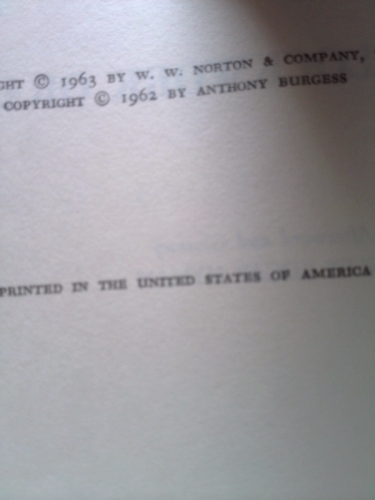 GHT © 1963 BY W. W. NORTON & COMPANY,
COPYRIGHT © 1962 BY ANTHONY BURGESS
PRINTED IN THE UNITED STATES OF AMERICA